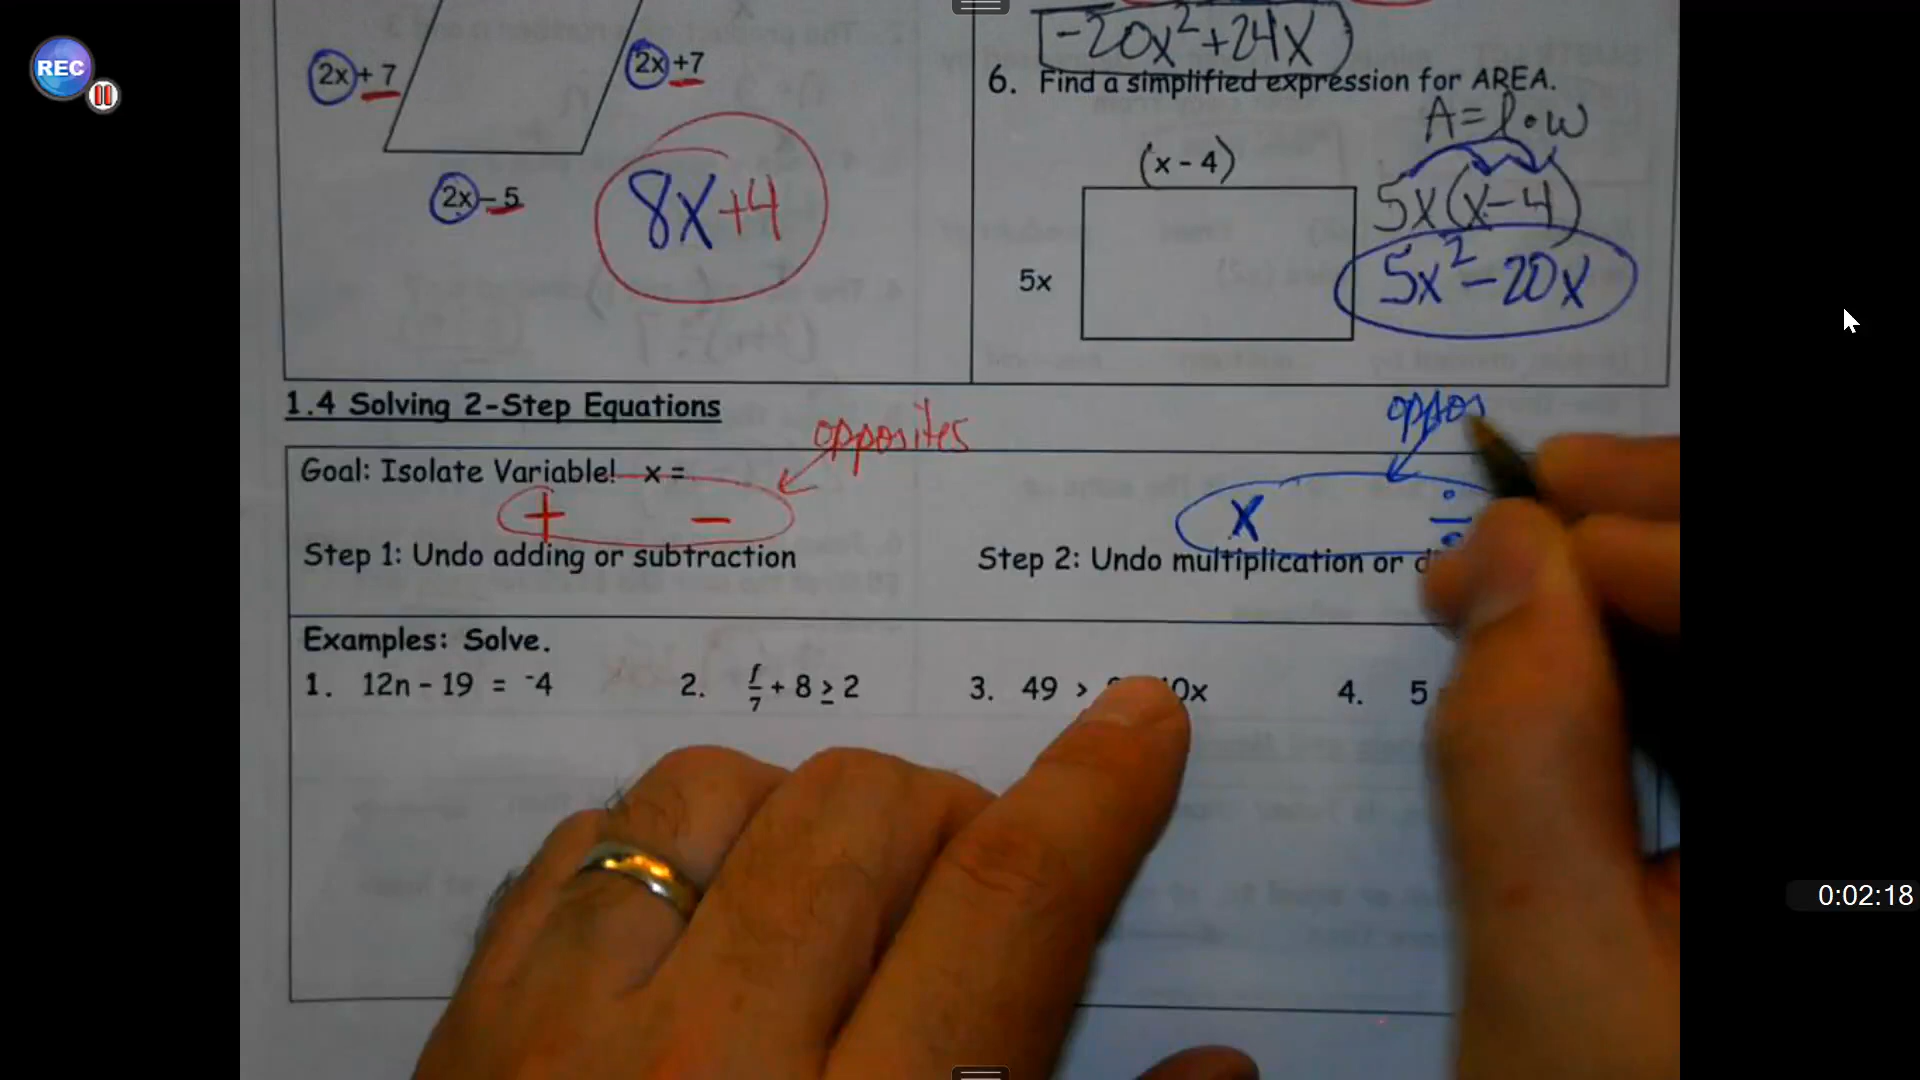 REC
-20x²+24x
2x + 7
2x +7
6. Find a simplified expression for AREA.
A = l • w
(x - 4)
5x(x-4)
2x - 5
8x+4
5x
5x²-20x
1.4 Solving 2-Step Equations
opposites
oppos
Goal: Isolate Variable! x =
+ −
x ÷
Step 1: Undo adding or subtraction
Step 2: Undo multiplication or
Examples: Solve.
1. 12n - 19 = ⁻4
2. f/7 + 8 ≥ 2
3. 49 > 0x
4. 5
0:02:18